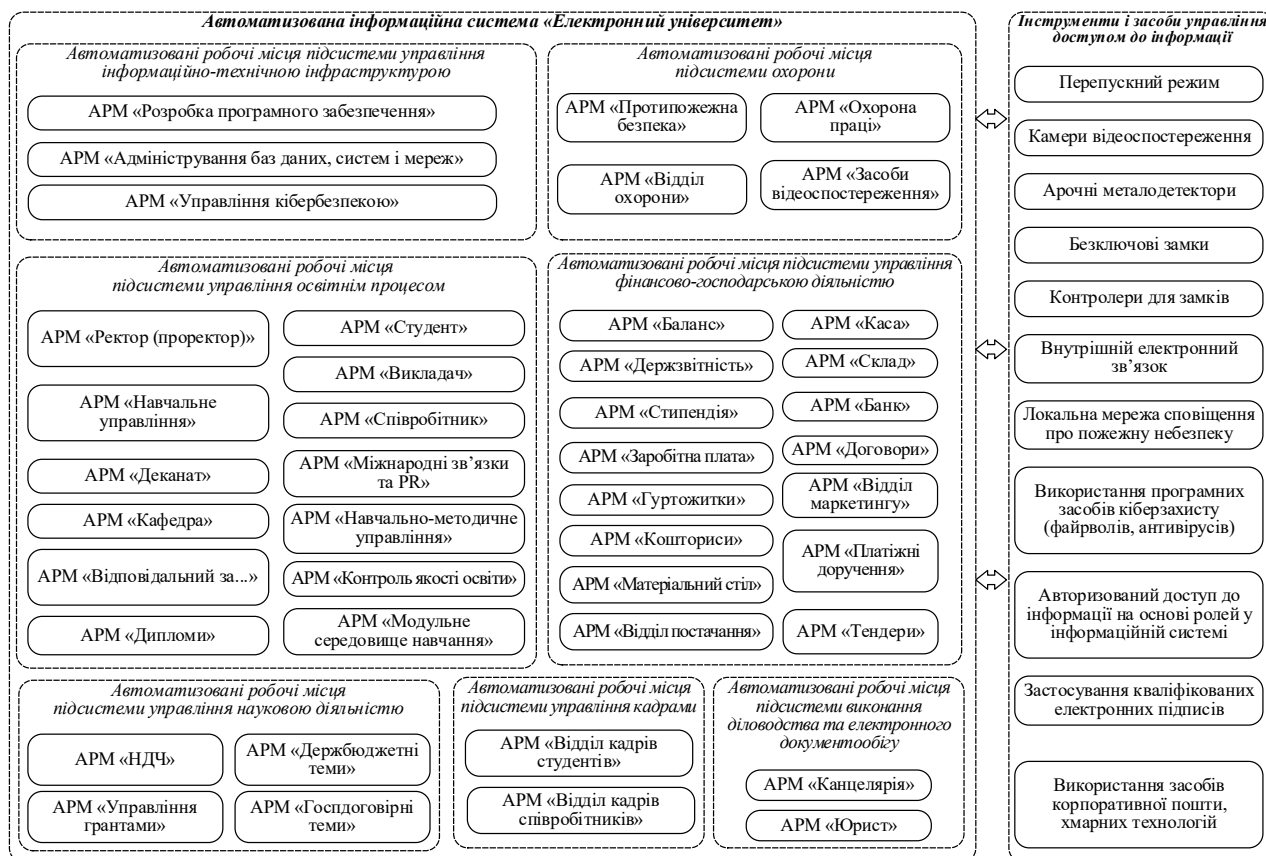 Автоматизована інформаційна система «Електронний університет»
Автоматизовані робочі місця підсистеми управління
інформаційно-технічною інфраструктурою
АРМ «Розробка програмного забезпечення»
АРМ «Адміністрування баз даних, систем і мереж»
АРМ «Управління кібербезпекою»
Автоматизовані робочі місця
підсистеми охорони
АРМ «Протипожежна
безпека»
АРМ «Охорона
праці»
АРМ «Відділ
охорони»
АРМ «Засоби
відеоспостереження»
Автоматизовані робочі місця
підсистеми управління освітнім процесом
АРМ «Ректор (проректор)»
АРМ «Навчальне
управління»
АРМ «Деканат»
АРМ «Кафедра»
АРМ «Відповідальний за...»
АРМ «Дипломи»
АРМ «Студент»
АРМ «Викладач»
АРМ «Співробітник»
АРМ «Міжнародні зв’язки
та PR»
АРМ «Навчально-методичне
управління»
АРМ «Контроль якості освіти»
АРМ «Модульне
середовище навчання»
Автоматизовані робочі місця підсистеми управління
фінансово-господарською діяльністю
АРМ «Баланс»
АРМ «Держзвітність»
АРМ «Стипендія»
АРМ «Заробітна плата»
АРМ «Гуртожитки»
АРМ «Кошториси»
АРМ «Матеріальний стіл»
АРМ «Відділ постачання»
АРМ «Каса»
АРМ «Склад»
АРМ «Банк»
АРМ «Договори»
АРМ «Відділ
маркетингу»
АРМ «Платіжні
доручення»
АРМ «Тендери»
Автоматизовані робочі місця
підсистеми управління науковою діяльністю
АРМ «НДЧ»
АРМ «Держбюджетні
теми»
АРМ «Управління
грантами»
АРМ «Госпдоговірні
теми»
Автоматизовані робочі місця
підсистеми управління кадрами
АРМ «Відділ кадрів
студентів»
АРМ «Відділ кадрів
співробітників»
Автоматизовані робочі місця
підсистеми виконання
діловодства та електронного
документообігу
АРМ «Канцелярія»
АРМ «Юрист»
Інструменти і засоби управління
доступом до інформації
Перепускний режим
Камери відеоспостереження
Арочні металодетектори
Безключові замки
Контролери для замків
Внутрішній електронний
зв’язок
Локальна мережа сповіщення
про пожежну небезпеку
Використання програмних
засобів кіберзахисту
(файрволів, антивірусів)
Авторизований доступ до
інформації на основі ролей у
інформаційній системі
Застосування кваліфікованих
електронних підписів
Використання засобів
корпоративної пошти,
хмарних технологій